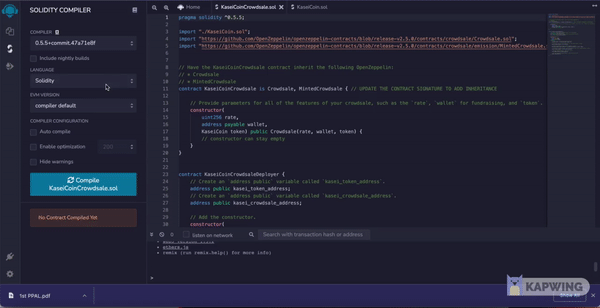 SOLIDITY COMPILER
COMPILER
0.5.5+commit.47a71e8f
Include nightly builds
LANGUAGE
Solidity
EVM VERSION
compiler default
COMPILER CONFIGURATION
Auto compile
Enable optimization 200
Hide warnings
Compile
KaseiCoinCrowdsale.sol
No Contract Compiled Yet
Home KaseiCoin.sol KaseiCoinCrowdsale.sol
1 pragma solidity ^0.5.5;
import "./KaseiCoin.sol";
import "https://github.com/OpenZeppelin/openzeppelin-contracts/blob/release-v2.5.0/contracts/crowdsale/Crowdsale.sol";
import "https://github.com/OpenZeppelin/openzeppelin-contracts/blob/release-v2.5.0/contracts/crowdsale/emission/MintedCrowdsale.
// Have the KaseiCoinCrowdsale contract inherit the following OpenZeppelin:
// * Crowdsale
// * MintedCrowdsale
contract KaseiCoinCrowdsale is Crowdsale, MintedCrowdsale { // UPDATE THE CONTRACT SIGNATURE TO ADD INHERITANCE
// Provide parameters for all of the features of your crowdsale, such as the `rate`, `wallet` for fundraising, and `token`.
constructor(
uint256 rate,
address payable wallet,
KaseiCoin token) public Crowdsale(rate, wallet, token) {
// constructor can stay empty
}
}
contract KaseiCoinCrowdsaleDeployer {
// Create an `address public` variable called `kasei_token_address`.
address public kasei_token_address;
// Create an `address public` variable called `kasei_crowdsale_address`.
address public kasei_crowdsale_address;
// Add the constructor.
constructor(
0 listen on network Search with transaction hash or address
• ethers.js
• remix (run remix.help() for more info)
>
1st PPAL.pdf
Show All
KAPWING